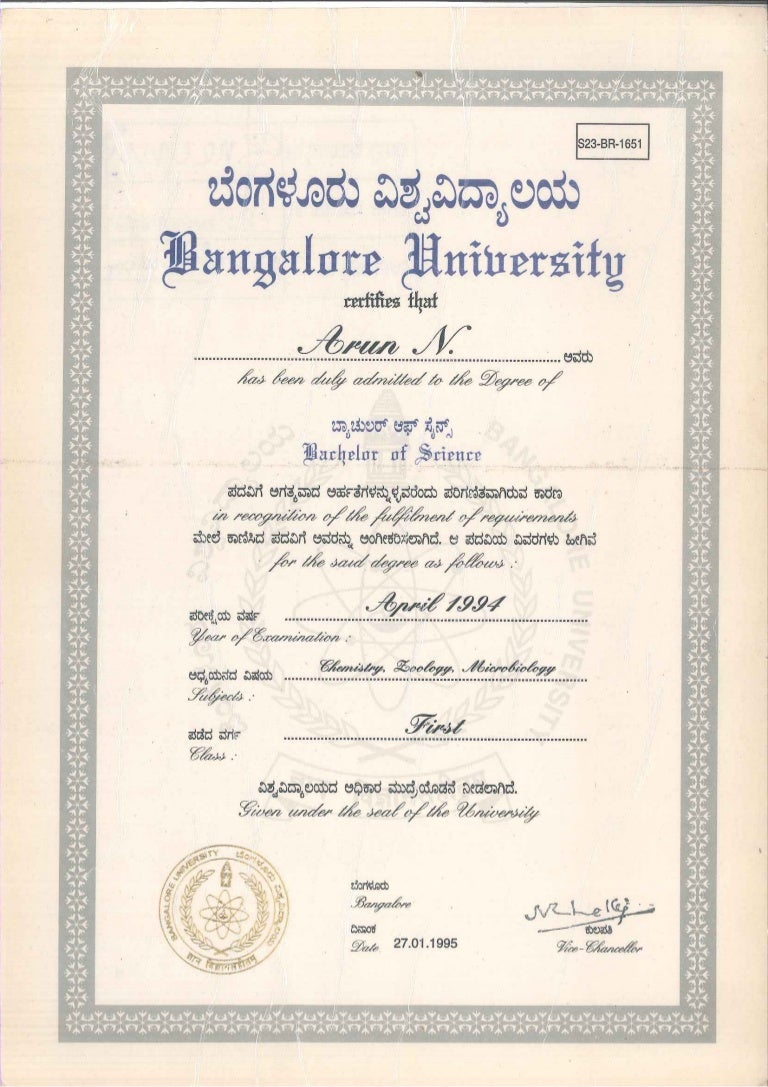 S23-BR-1651
ಬೆಂಗಳೂರು ವಿಶ್ವವಿದ್ಯಾಲಯ
Bangalore University
certifies that
Arun N. ಅವರು
has been duly admitted to the Degree of
ಬ್ಯಾಚುಲರ್ ಆಫ್ ಸೈನ್ಸ್
Bachelor of Science
ಪದವಿಗೆ ಅಗತ್ಯವಾದ ಅರ್ಹತೆಗಳನ್ನುಳ್ಳವರೆಂದು ಪರಿಗಣಿತವಾಗಿರುವ ಕಾರಣ
in recognition of the fulfilment of requirements
ಮೇಲೆ ಕಾಣಿಸಿದ ಪದವಿಗೆ ಅವರನ್ನು ಅಂಗೀಕರಿಸಲಾಗಿದೆ. ಆ ಪದವಿಯ ವಿವರಗಳು ಹೀಗಿವೆ
for the said degree as follows :
ಪರೀಕ್ಷೆಯ ವರ್ಷ April 1994
Year of Examination :
ಅಧ್ಯಯನದ ವಿಷಯ Chemistry, Zoology, Microbiology
Subjects :
ಪಡೆದ ವರ್ಗ First
Class :
ವಿಶ್ವವಿದ್ಯಾಲಯದ ಅಧಿಕಾರ ಮುದ್ರೆಯೊಡನೆ ನೀಡಲಾಗಿದೆ.
Given under the seal of the University
BANGALORE UNIVERSITY
ಬೆಂಗಳೂರು
Bangalore
ದಿನಾಂಕ
Date 27.01.1995
ಕುಲಪತಿ
Vice-Chancellor
BANGALORE UNIVERSITY